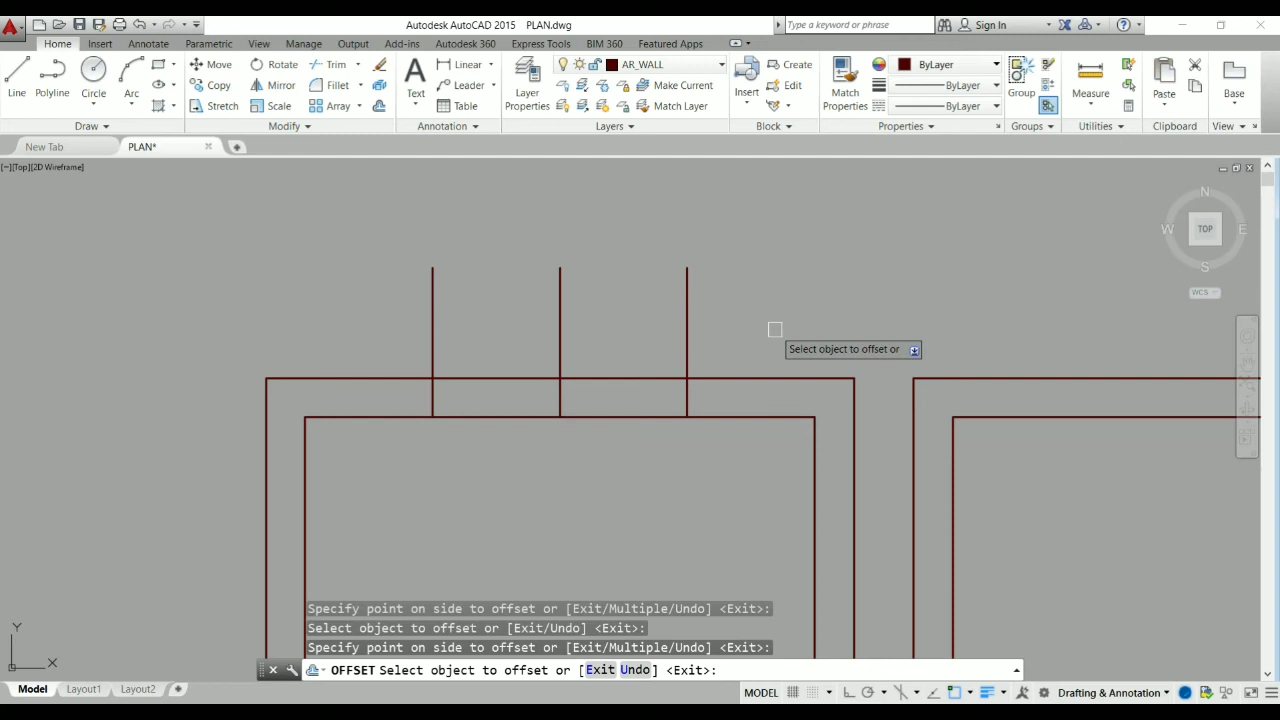 Autodesk AutoCAD 2015 PLAN.dwg
Type a keyword or phrase
Sign In
Home Insert Annotate Parametric View Manage Output Add-ins Autodesk 360 Express Tools BIM 360 Featured Apps
Line Polyline Circle Arc
Move Rotate Trim
Copy Mirror Fillet
Stretch Scale Array
Text
Linear
Leader
Table
Layer Properties
AR_WALL
Make Current
Match Layer
Insert
Create
Edit
Match Properties
ByLayer
ByLayer
ByLayer
Group
Measure
Paste
Base
Draw Modify Annotation Layers Block Properties Groups Utilities Clipboard View
New Tab PLAN*
[−][Top][2D Wireframe]
N
W TOP E
S
WCS
Select object to offset or
Specify point on side to offset or [Exit/Multiple/Undo] <Exit>:
Select object to offset or [Exit/Undo] <Exit>:
Specify point on side to offset or [Exit/Multiple/Undo] <Exit>:
Y
X
OFFSET Select object to offset or [Exit Undo] <Exit>:
Model Layout1 Layout2
MODEL
Drafting & Annotation